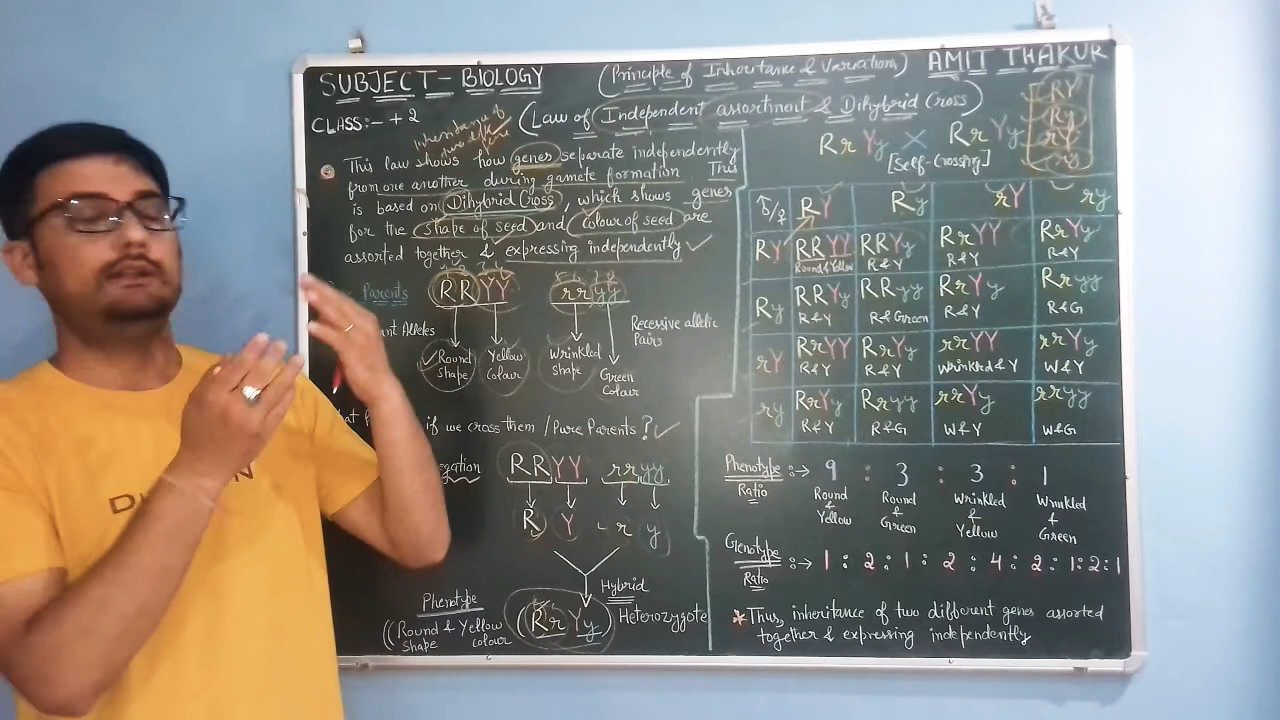 SUBJECT- BIOLOGY (Principle of Inheritance & Variation) AMIT THAKUR
CLASS:- +2 (Law of Independent assortment & Dihybrid Cross)
Inheritance of
This law shows how genes separate independently
from one another during gamete formation. This
is based on Dihybrid Cross, which shows genes
for the shape of seed and colour of seed are
assorted together & expressing independently ✓
Parents RRYY rryy
nt Alleles Recessive allelic
Pairs
Round shape Yellow Colour Wrinkled shape Green Colour
if we cross them / Pure Parents? ✓
egation RRYY rryy
R Y r y
Hybrid
Phenotype
((Round & Yellow
shape colour (RrYy) Heterozygote
RrYy × RrYy
[Self-Crossing]
RY
Ry
rY
ry
♂/♀ RY Ry rY ry
RY RRYY RRYy RrYY RrYy
Round & Yellow R&Y R&Y R&Y
Ry RRYy RRyy RrYy Rryy
R&Y R&Green R&Y R&G
rY RrYY RrYy rrYY rrYy
R&Y R&Y Wrinkled & Y W&Y
ry RrYy Rryy rrYy rryy
R&Y R&G W&Y W&G
Phenotype Ratio :→ 9 : 3 : 3 : 1
Round & Yellow Round & Green Wrinkled & Yellow Wrinkled & Green
Genotype Ratio :→ 1 : 2 : 1 : 2 : 4 : 2 : 1 : 2 : 1
*Thus, inheritance of two different genes assorted
together & expressing independently